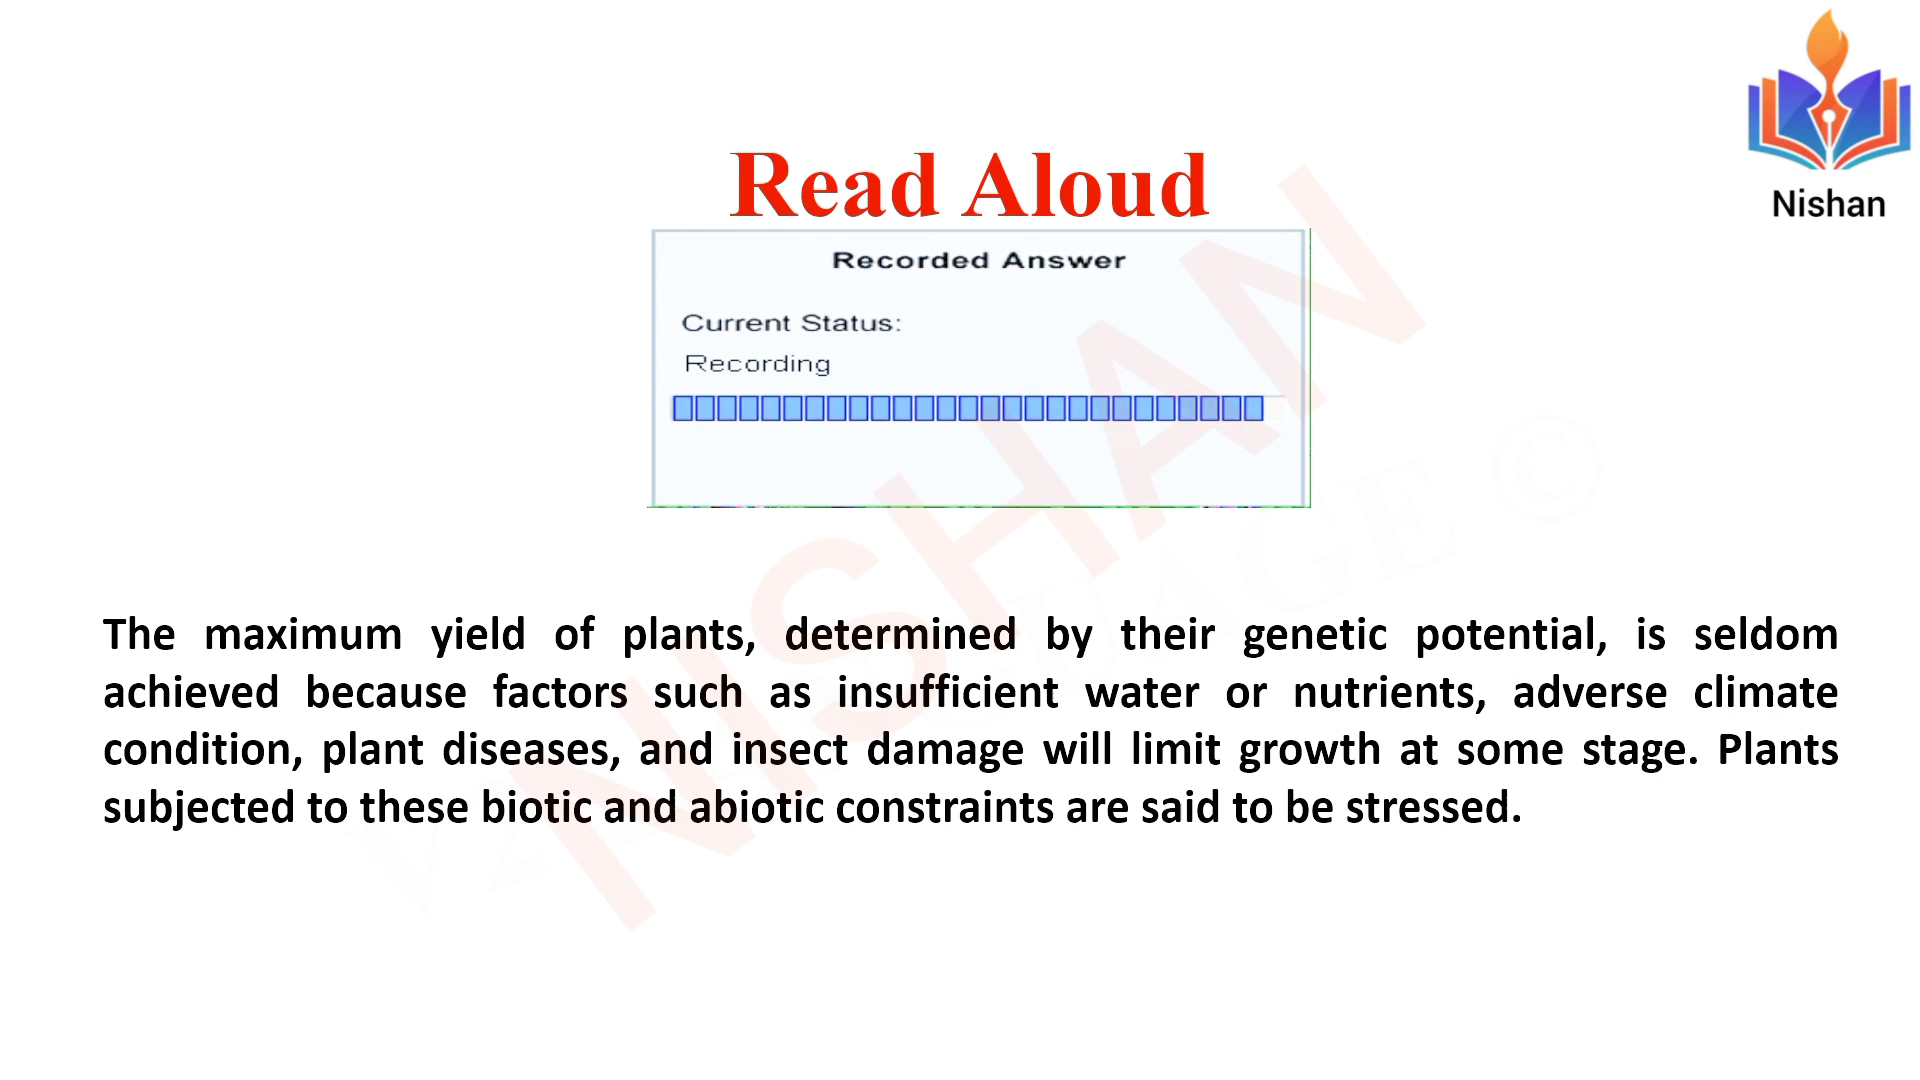 Nishan
Read Aloud
Recorded Answer
Current Status:
Recording
NISHAN
The maximum yield of plants, determined by their genetic potential, is seldom
achieved because factors such as insufficient water or nutrients, adverse climate
condition, plant diseases, and insect damage will limit growth at some stage. Plants
subjected to these biotic and abiotic constraints are said to be stressed.